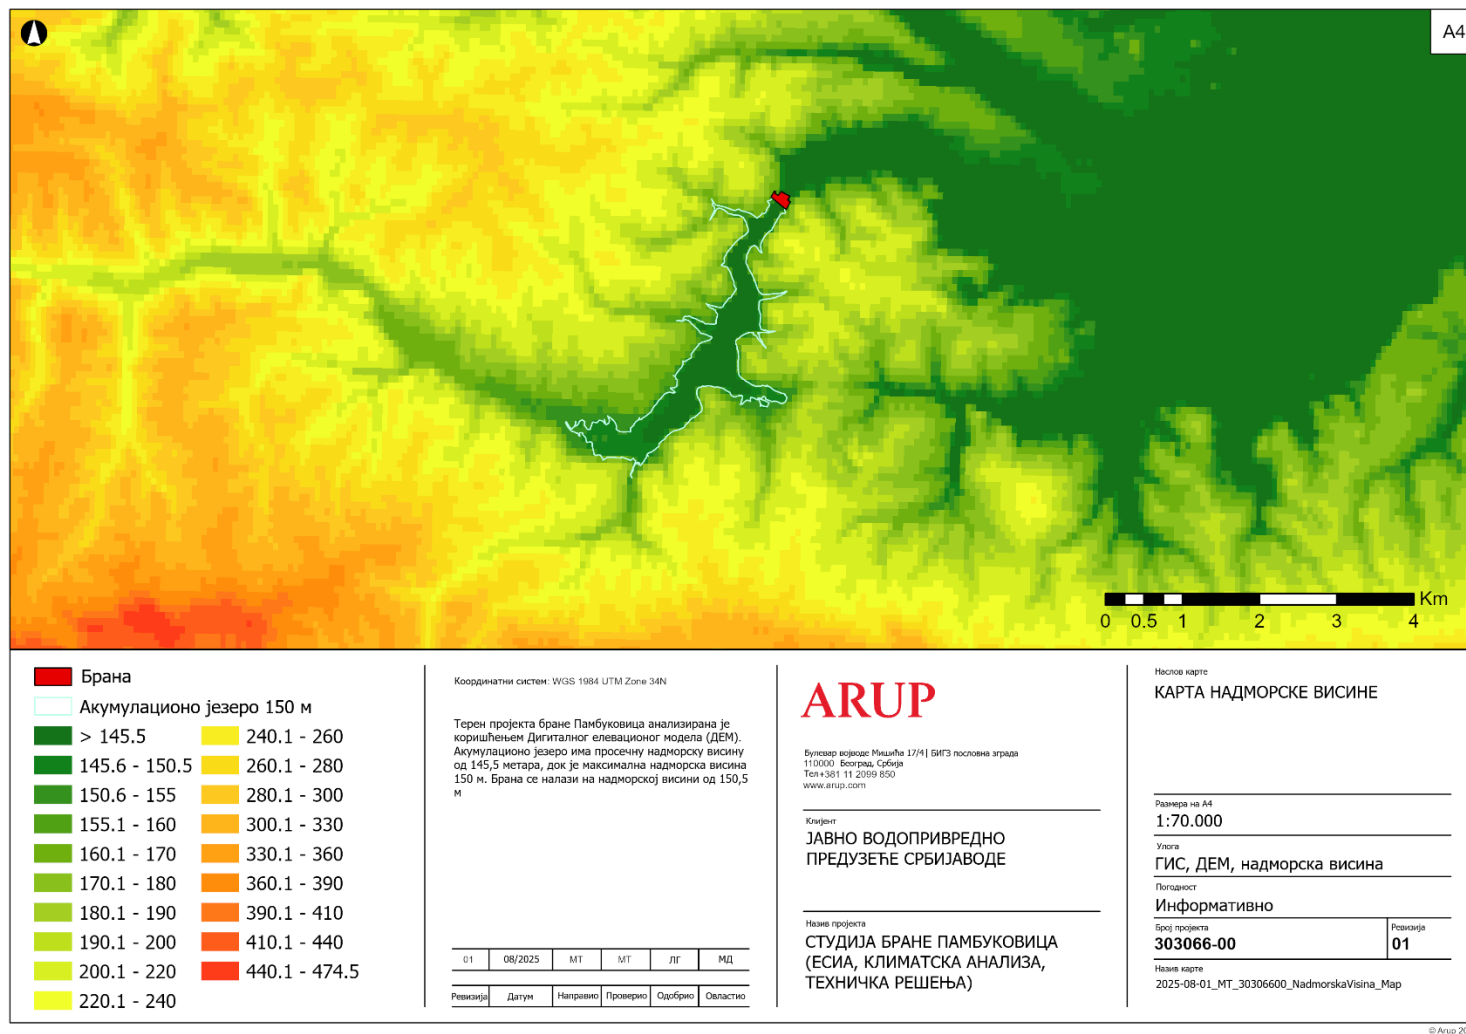 A4
Km
0 0.5 1 2 3 4
Брана
Акумулационо језеро 150 м
> 145.5
145.6 - 150.5
150.6 - 155
155.1 - 160
160.1 - 170
170.1 - 180
180.1 - 190
190.1 - 200
200.1 - 220
220.1 - 240
240.1 - 260
260.1 - 280
280.1 - 300
300.1 - 330
330.1 - 360
360.1 - 390
390.1 - 410
410.1 - 440
440.1 - 474.5
Координатни систем: WGS 1984 UTM Zone 34N
Терен пројекта бране Памбуковица анализирана је
коришћењем Дигиталног елевационог модела (ДЕМ).
Акумулационо језеро има просечну надморску висину
од 145,5 метара, док је максимална надморска висина
150 м. Брана се налази на надморској висини од 150,5
м
01 08/2025 МТ МТ ЛГ МД
Ревизија Датум Направио Проверио Одобрио Овластио
ARUP
Булевар војводе Мишића 17/4 | БИГЗ пословна зграда
110000 Београд, Србија
Тел+381 11 2099 850
www.arup.com
Клијент
ЈАВНО ВОДОПРИВРЕДНО
ПРЕДУЗЕЋЕ СРБИЈАВОДЕ
Назив пројекта
СТУДИЈА БРАНЕ ПАМБУКОВИЦА
(ЕСИА, КЛИМАТСКА АНАЛИЗА,
ТЕХНИЧКА РЕШЕЊА)
Наслов карте
КАРТА НАДМОРСКЕ ВИСИНЕ
Размера на А4
1:70.000
Улога
ГИС, ДЕМ, надморска висина
Погодност
Информативно
Број пројекта
303066-00
Ревизија
01
Назив карте
2025-08-01_MT_30306600_NadmorskaVisina_Map
© Arup 20